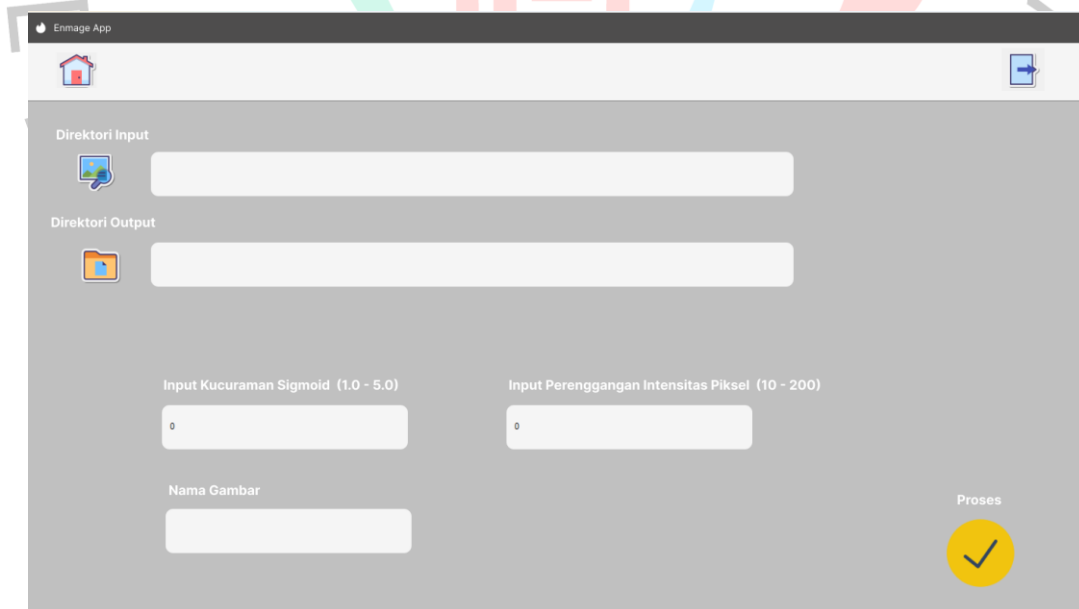 Enmage App
Direktori Input
Direktori Output
Input Kucuraman Sigmoid (1.0 - 5.0)
Input Perenggangan Intensitas Piksel (10 - 200)
0
0
Nama Gambar
Proses